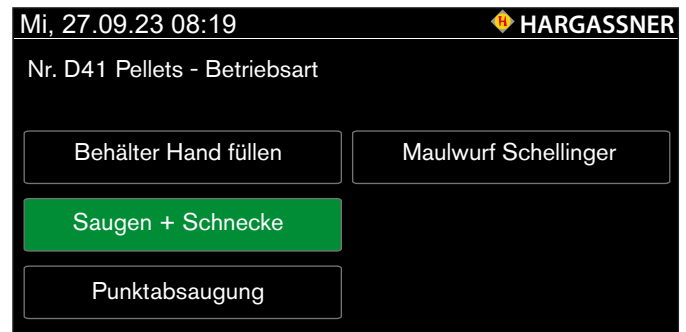 Mi, 27.09.23 08:19 HARGASSNER
Nr. D41 Pellets - Betriebsart
Behälter Hand füllen Maulwurf Schellinger
Saugen + Schnecke
Punktabsaugung